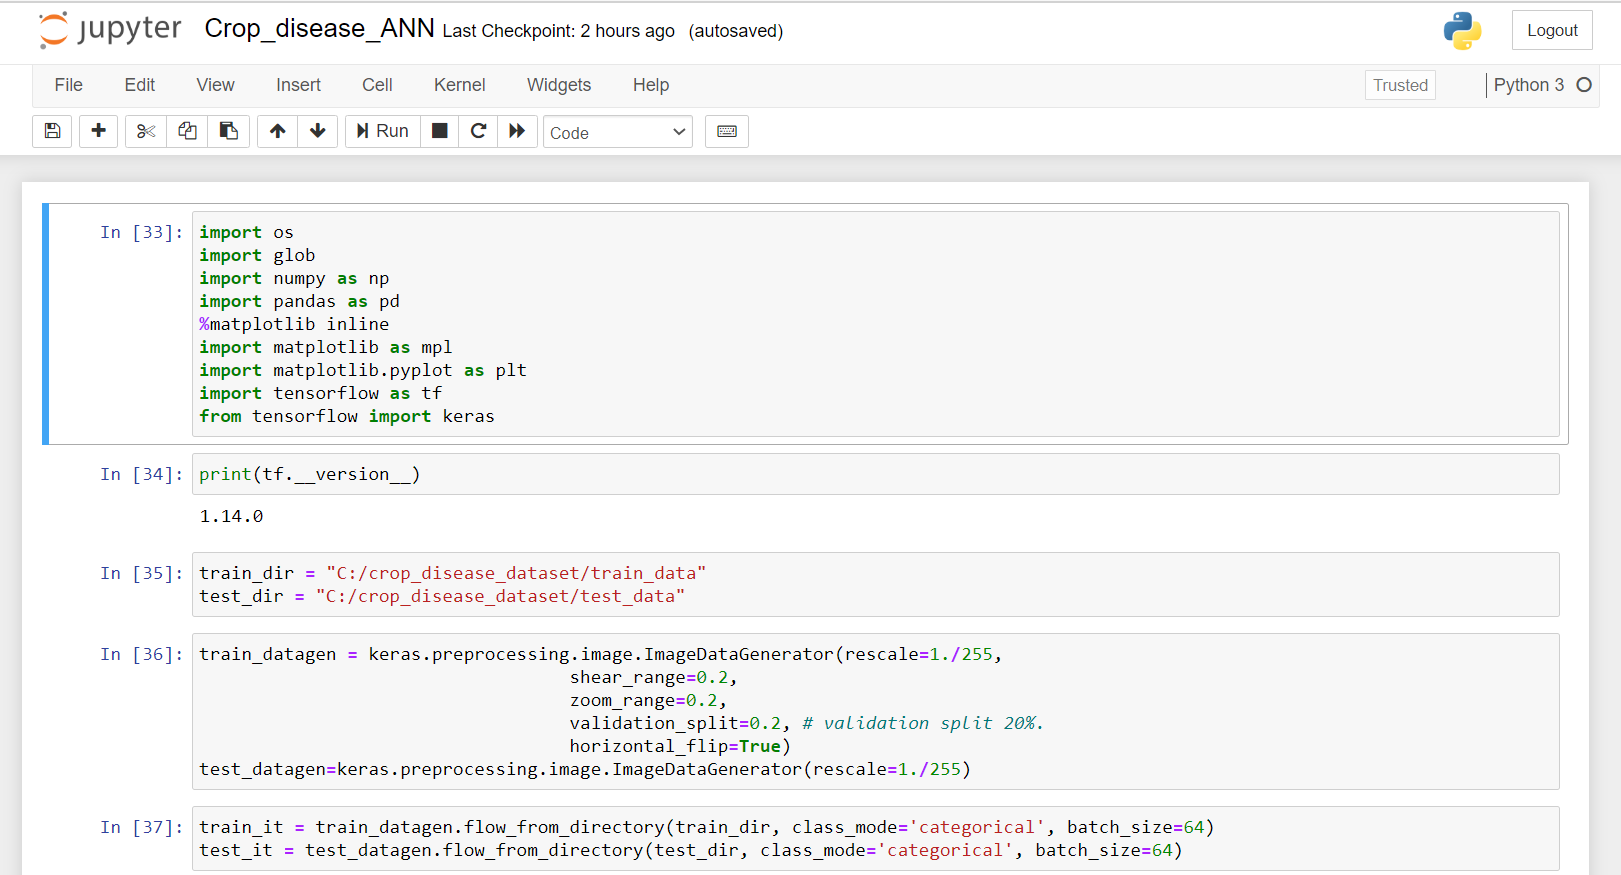 jupyter Crop_disease_ANN Last Checkpoint: 2 hours ago (autosaved) Logout
File Edit View Insert Cell Kernel Widgets Help Trusted Python 3
Run Code
In [33]: import os
import glob
import numpy as np
import pandas as pd
%matplotlib inline
import matplotlib as mpl
import matplotlib.pyplot as plt
import tensorflow as tf
from tensorflow import keras
In [34]: print(tf.__version__)
1.14.0
In [35]: train_dir = "C:/crop_disease_dataset/train_data"
test_dir = "C:/crop_disease_dataset/test_data"
In [36]: train_datagen = keras.preprocessing.image.ImageDataGenerator(rescale=1./255,
shear_range=0.2,
zoom_range=0.2,
validation_split=0.2, # validation split 20%.
horizontal_flip=True)
test_datagen=keras.preprocessing.image.ImageDataGenerator(rescale=1./255)
In [37]: train_it = train_datagen.flow_from_directory(train_dir, class_mode='categorical', batch_size=64)
test_it = test_datagen.flow_from_directory(test_dir, class_mode='categorical', batch_size=64)